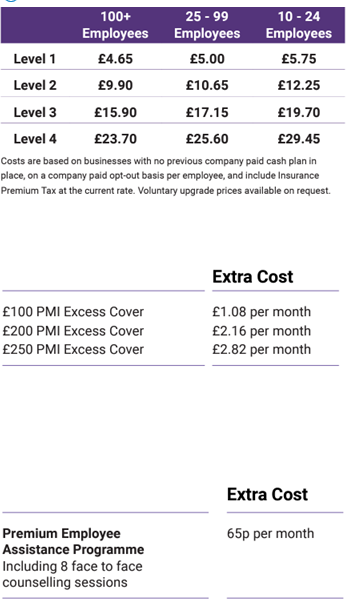 100+ Employees 25 - 99 Employees 10 - 24 Employees
Level 1 £4.65 £5.00 £5.75
Level 2 £9.90 £10.65 £12.25
Level 3 £15.90 £17.15 £19.70
Level 4 £23.70 £25.60 £29.45
Costs are based on businesses with no previous company paid cash plan in
place, on a company paid opt-out basis per employee, and include Insurance
Premium Tax at the current rate. Voluntary upgrade prices available on request.
Extra Cost
£100 PMI Excess Cover £1.08 per month
£200 PMI Excess Cover £2.16 per month
£250 PMI Excess Cover £2.82 per month
Extra Cost
Premium Employee 65p per month
Assistance Programme
Including 8 face to face
counselling sessions